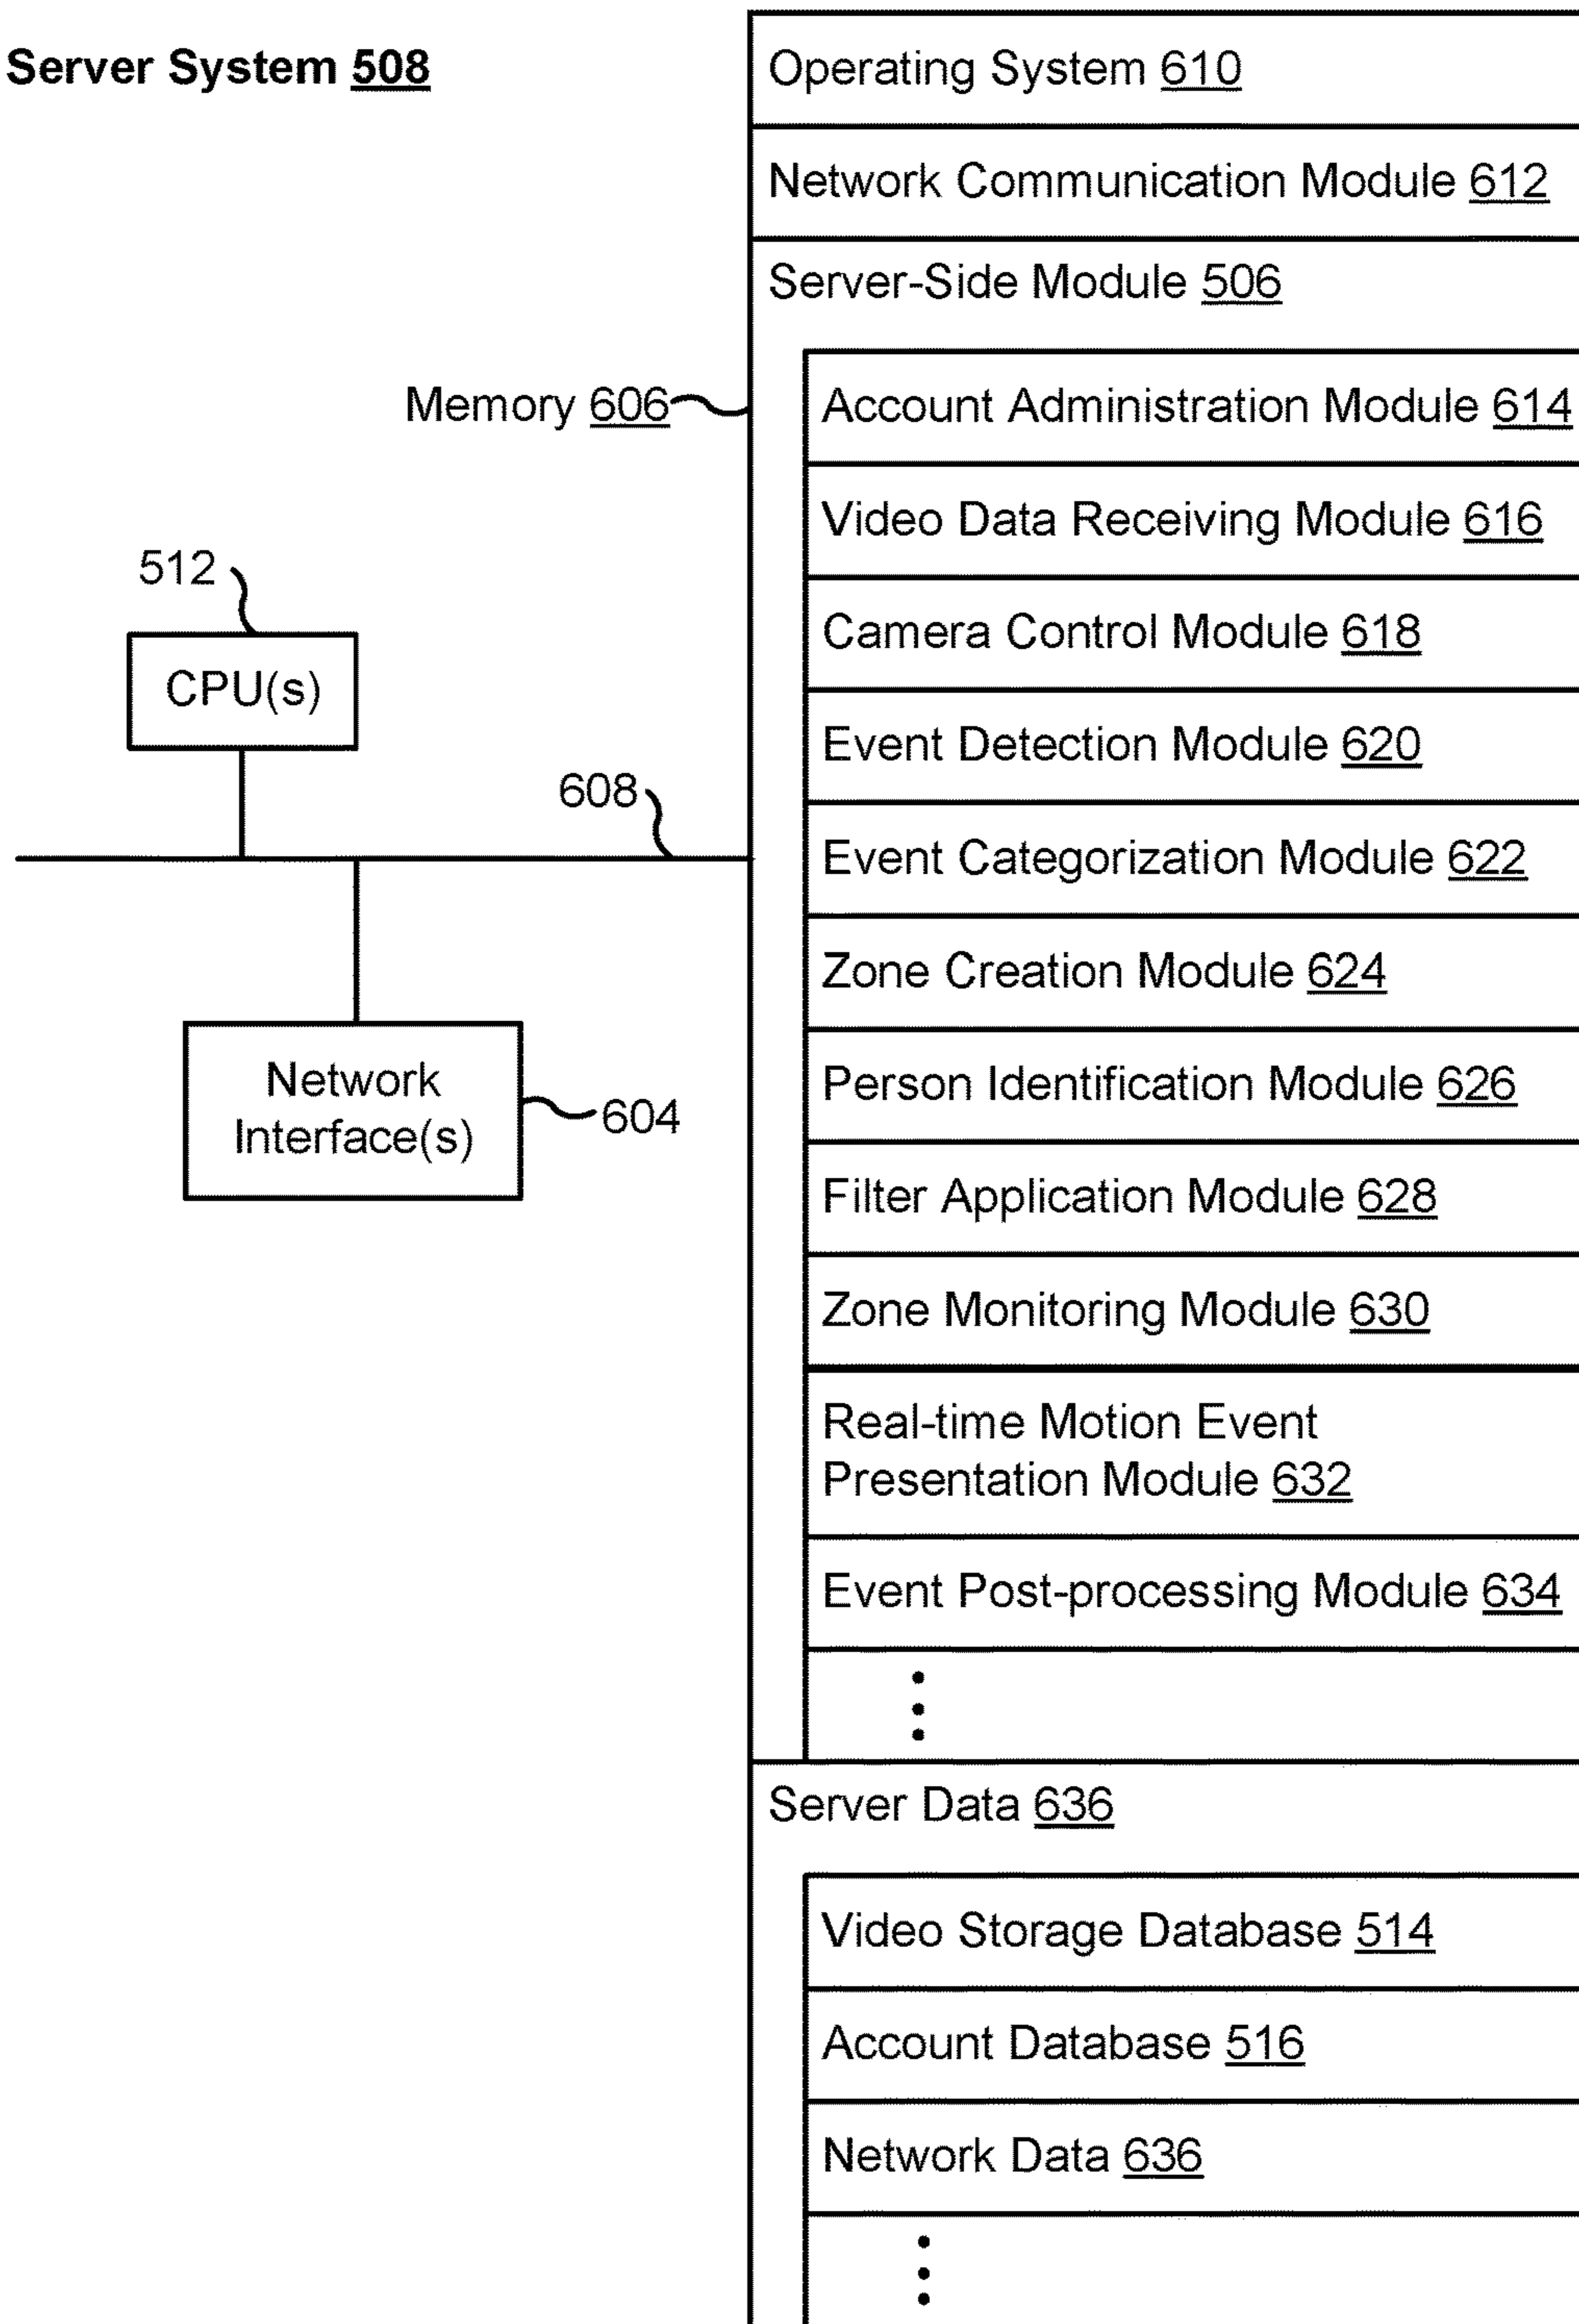 Server System 508
Operating System 610
Network Communication Module 612
Server-Side Module 506
Memory 606
Account Administration Module 614
Video Data Receiving Module 616
512
Camera Control Module 618
CPU(s)
Event Detection Module 620
608
Event Categorization Module 622
Zone Creation Module 624
Network
Interface(s)
604
Person Identification Module 626
Filter Application Module 628
Zone Monitoring Module 630
Real-time Motion Event
Presentation Module 632
Event Post-processing Module 634
Server Data 636
Video Storage Database 514
Account Database 516
Network Data 636